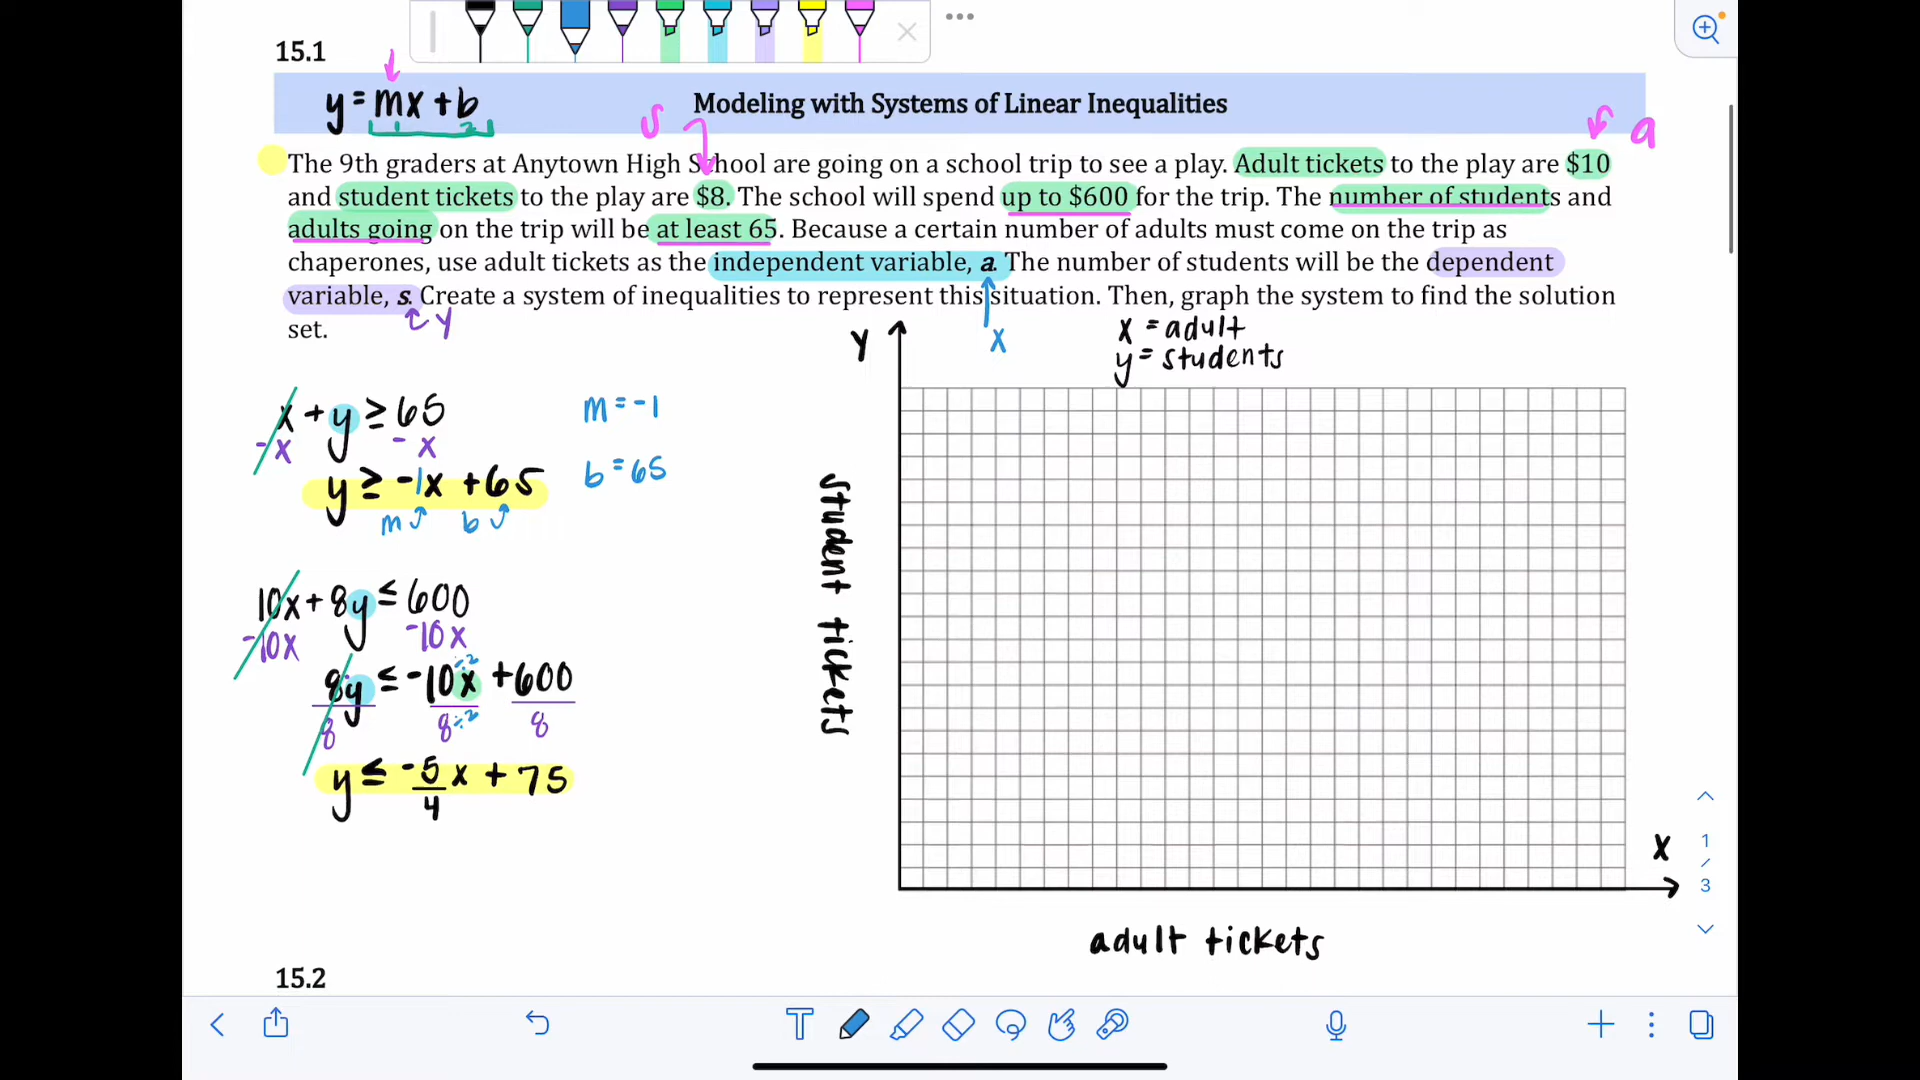 15.1
y = mx + b
Modeling with Systems of Linear Inequalities
s
a
The 9th graders at Anytown High School are going on a school trip to see a play. Adult tickets to the play are $10
and student tickets to the play are $8. The school will spend up to $600 for the trip. The number of students and
adults going on the trip will be at least 65. Because a certain number of adults must come on the trip as
chaperones, use adult tickets as the independent variable, a. The number of students will be the dependent
variable, s. Create a system of inequalities to represent this situation. Then, graph the system to find the solution
set.
y
x
x = adult
y = students
Y
x + y ≥ 65
-x - x
y ≥ -1x + 65
m b
m = -1
b = 65
10x + 8y ≤ 600
-10x -10x
8y ≤ -10x + 600
÷2
8 8 ÷2 8
y ≤ -5/4 x + 75
student tickets
X
adult tickets
1
/
3
15.2
T